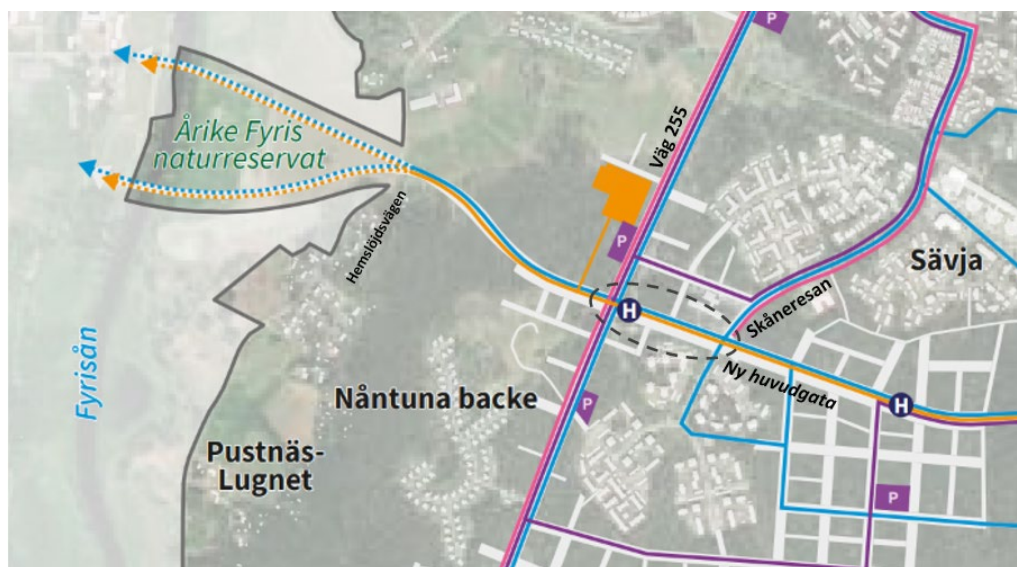 P
Årike Fyris
naturreservat
Väg 255
Hemslöjdsvägen
P
Sävja
Skåneresan
H
Fyrisån
Ny huvudgata
Nåntuna backe
P
H
Pustnäs-
Lugnet
P